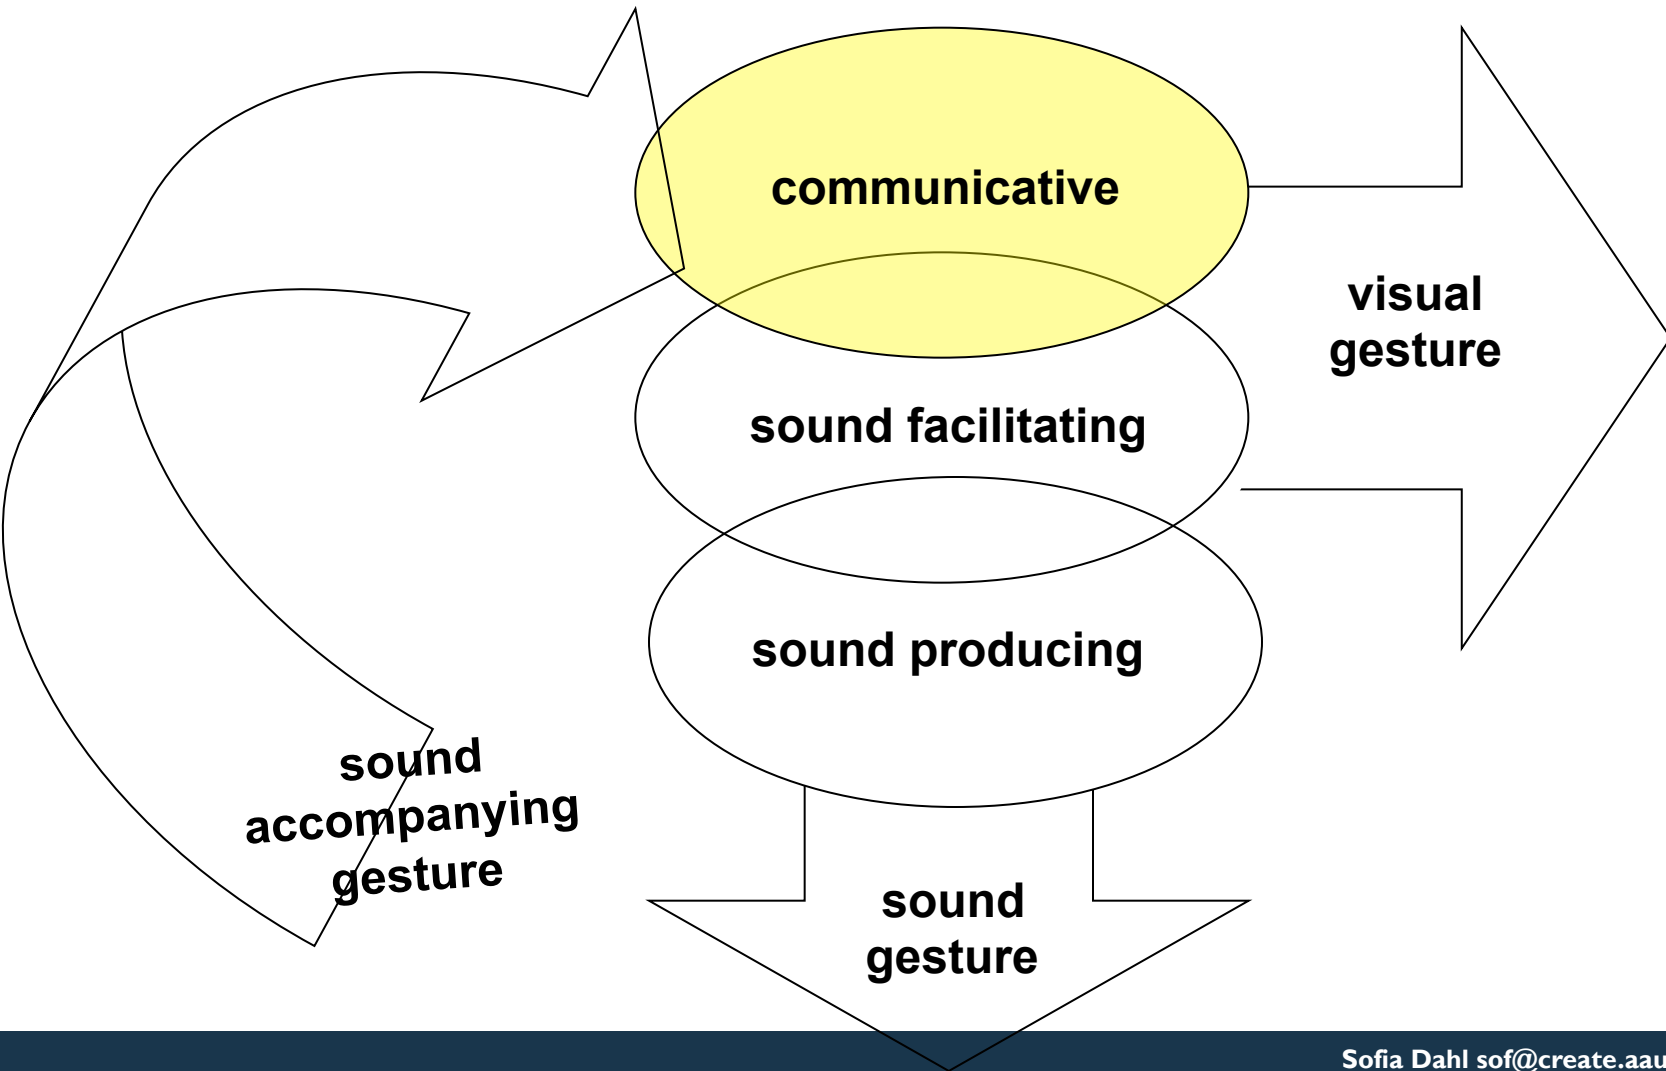 communicative
visual
gesture
sound facilitating
sound producing
sound
accompanying
gesture
sound
gesture
Sofia Dahl sof@create.aau